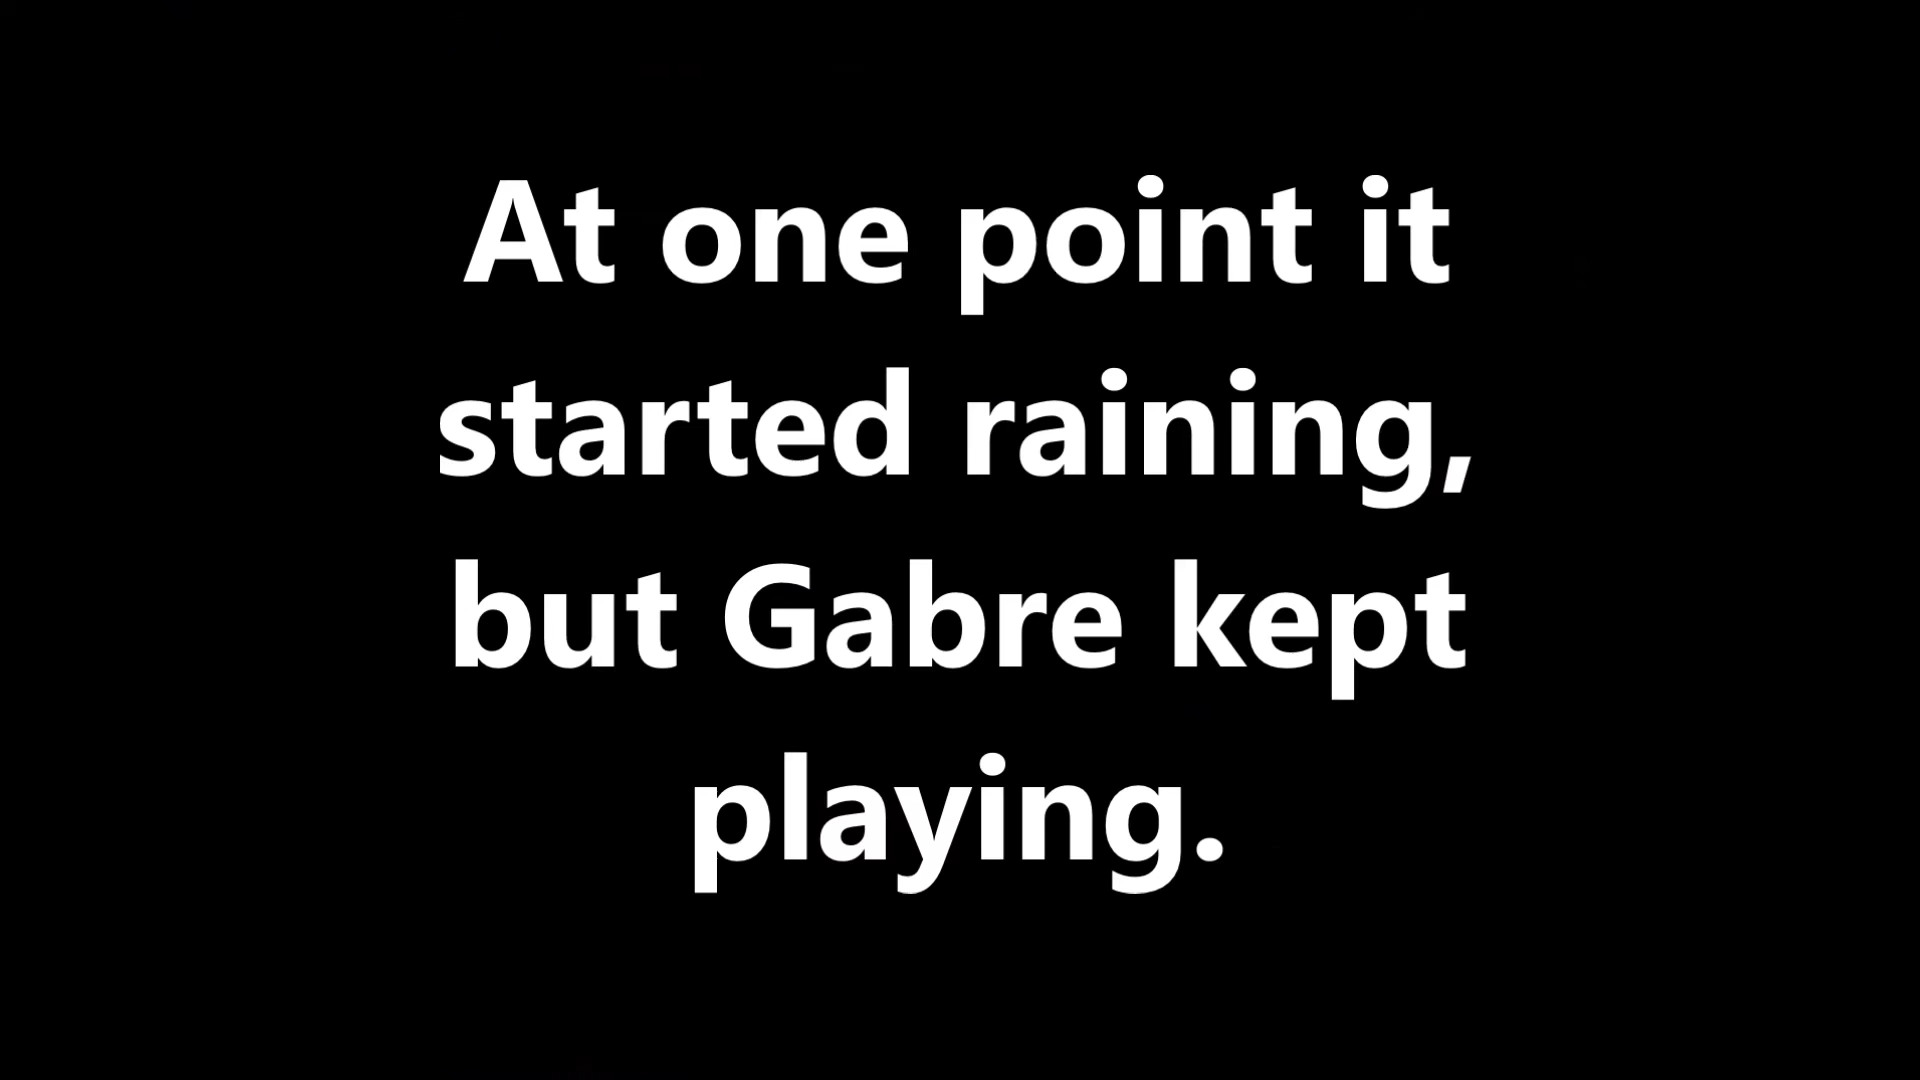 At one point it
started raining,
but Gabre kept
playing.